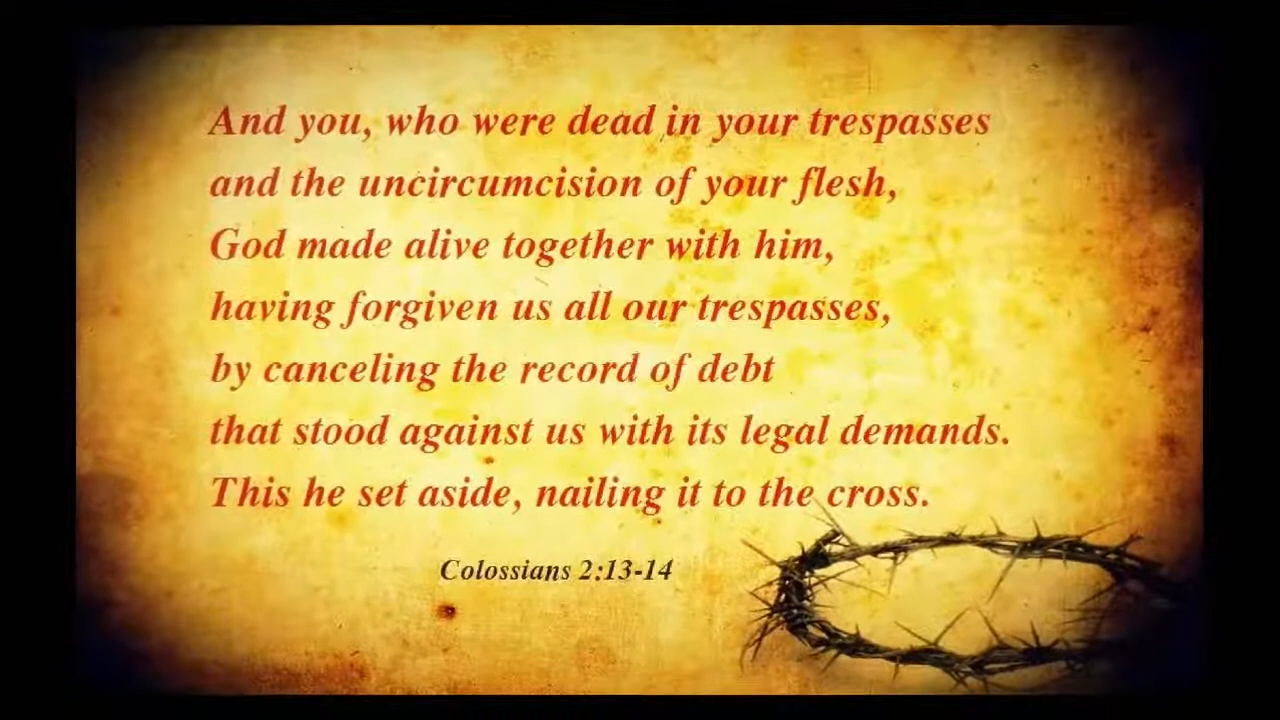 And you, who were dead in your trespasses
and the uncircumcision of your flesh,
God made alive together with him,
having forgiven us all our trespasses,
by canceling the record of debt
that stood against us with its legal demands.
This he set aside, nailing it to the cross.
Colossians 2:13-14